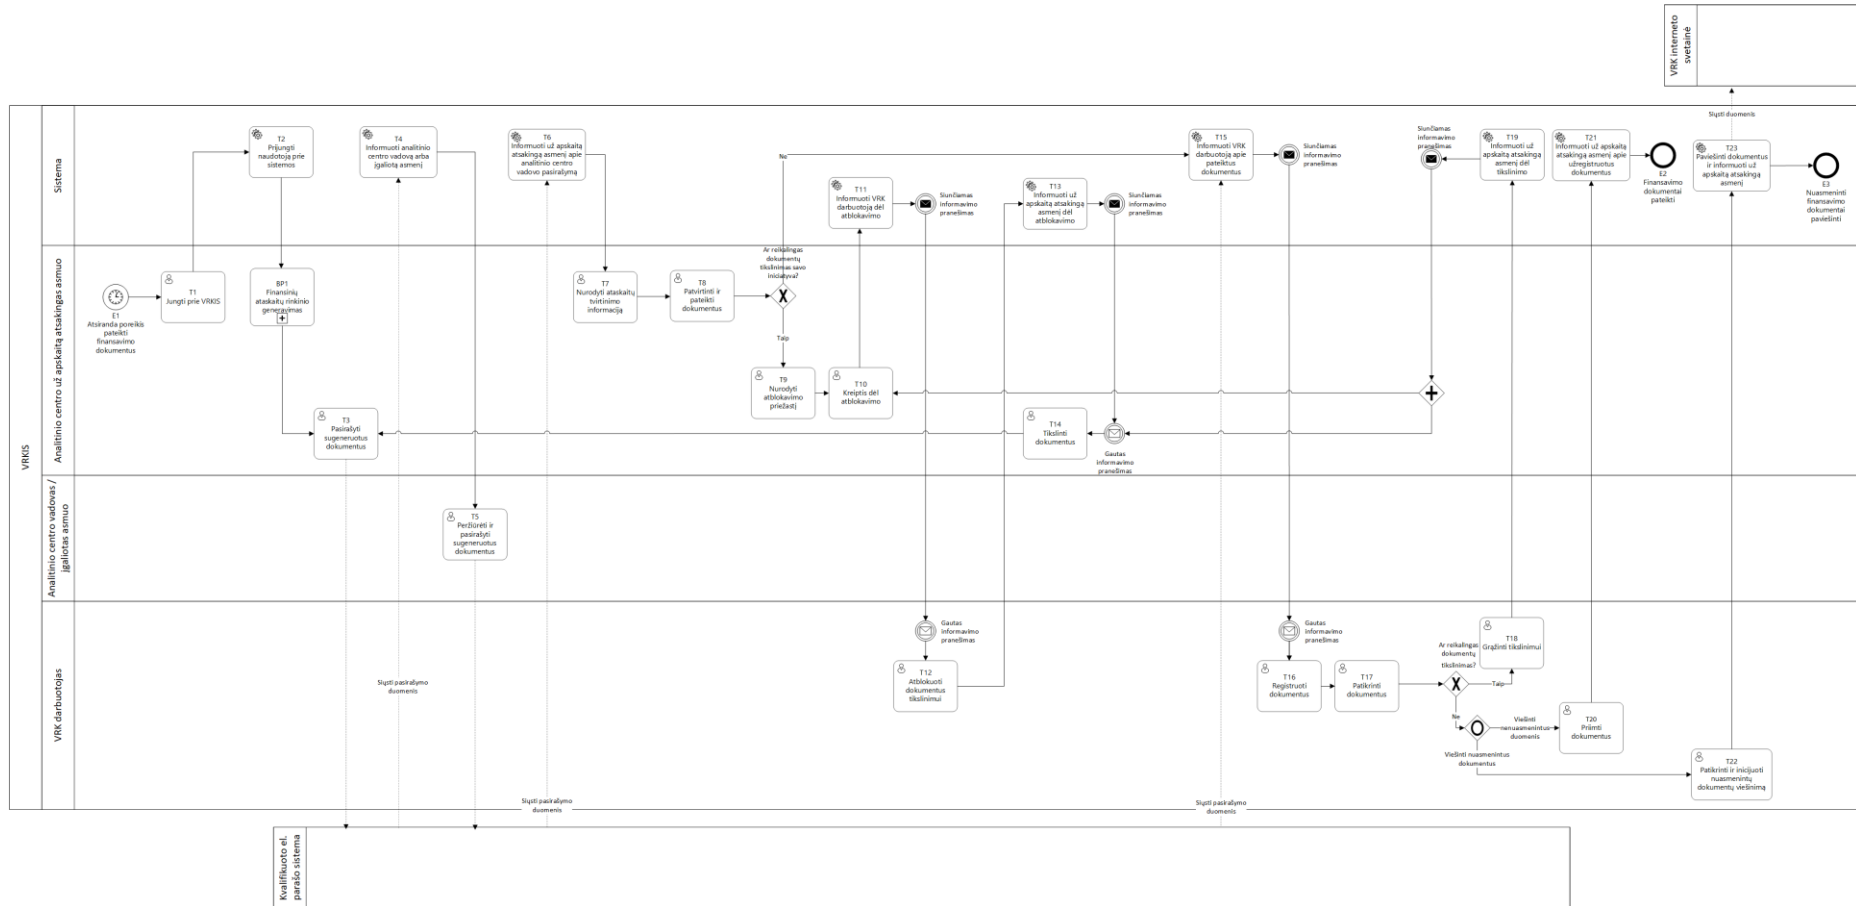 VRK interneto
svetainė
Siųsti duomenis
VRKIS
Sistema
T2
Prijungti
naudotoją prie
sistemos
T4
Informuoti analitinio
centro vadovą arba
įgaliotą asmenį
T6
Informuoti už apskaitą
atsakingą asmenį apie
analitinio centro
vadovo pasirašymą
Ne
T11
Informuoti VRK
darbuotoją dėl
atblokavimo
Siunčiamas
informavimo
pranešimas
T13
Informuoti už
apskaitą atsakingą
asmenį dėl
atblokavimo
Siunčiamas
informavimo
pranešimas
T15
Informuoti VRK
darbuotoją apie
pateiktus
dokumentus
Siunčiamas
informavimo
pranešimas
Siunčiamas
informavimo
pranešimas
T19
Informuoti už
apskaitą atsakingą
asmenį dėl
tikslinimo
T21
Informuoti už apskaitą
atsakingą asmenį apie
užregistruotus
dokumentus
E2
Finansavimo
dokumentai
pateikti
T23
Paviešinti dokumentus
ir informuoti už
apskaitą atsakingą
asmenį
E3
Nuasmeninti
finansavimo
dokumentai
paviešinti
Analitinio centro už apskaitą atsakingas asmuo
E1
Atsiranda poreikis
pateikti
finansavimo
dokumentus
T1
Jungti prie VRKIS
BP1
Finansinių
ataskaitų rinkinio
generavimas
T3
Pasirašyti
sugeneruotus
dokumentus
T7
Nurodyti ataskaitų
tvirtinimo
informaciją
T8
Patvirtinti ir
pateikti
dokumentus
Ar reikalingas
dokumentų
tikslinimas savo
iniciatyva?
Taip
T9
Nurodyti
atblokavimo
priežastį
T10
Kreiptis dėl
atblokavimo
T14
Tikslinti
dokumentus
Gautas
informavimo
pranešimas
Analitinio centro vadovas /
įgaliotas asmuo
T5
Peržiūrėti ir
pasirašyti
sugeneruotus
dokumentus
VRK darbuotojas
Siųsti pasirašymo
duomenis
Gautas
informavimo
pranešimas
T12
Atblokuoti
dokumentus
tikslinimui
Gautas
informavimo
pranešimas
T16
Registruoti
dokumentus
T17
Patikrinti
dokumentus
Ar reikalingas
dokumentų
tikslinimas?
Taip
T18
Grąžinti tikslinimui
Ne
Viešinti
nenuasmenintus
duomenis
T20
Priimti
dokumentus
Viešinti nuasmenintus
dokumentus
T22
Patikrinti ir inicijuoti
nuasmenintų
dokumentų viešinimą
Siųsti pasirašymo
duomenis
Siųsti pasirašymo
duomenis
Kvalifikuoto el.
parašo sistema